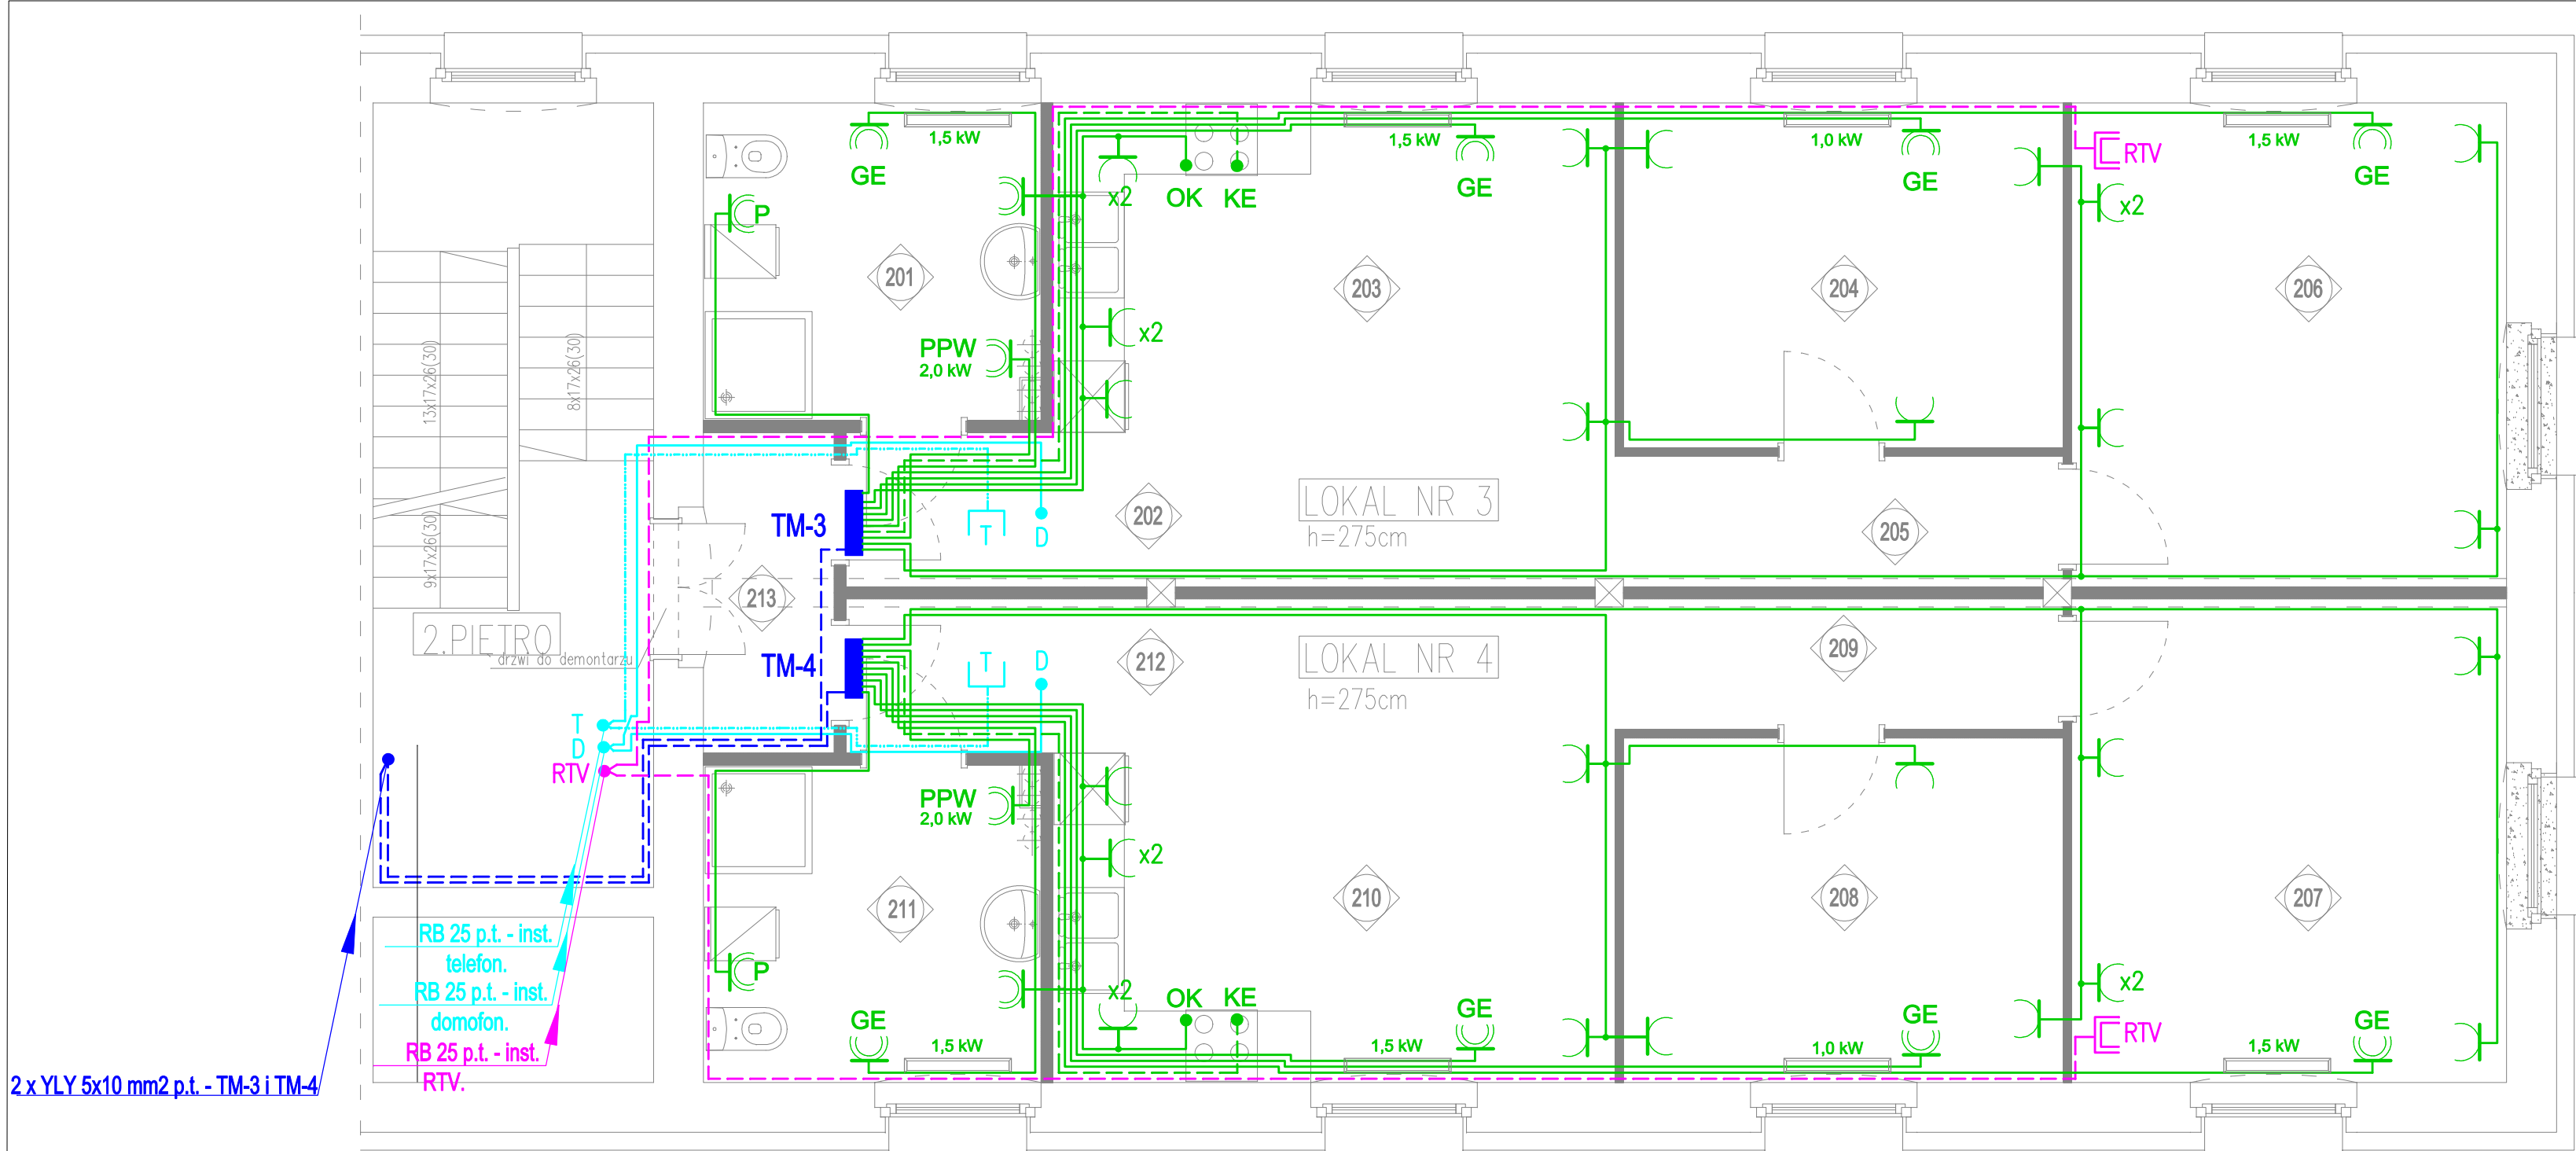 1,5 kW
1,5 kW
1,0 kW
1,5 kW
GE
GE
GE
GE
RTV
P
x2
OK
KE
x2
201
203
204
206
13x17x26(30)
8x17x26(30)
PPW
2,0 kW
x2
9x17x26(30)
TM-3
T
D
202
LOKAL NR 3
h=275cm
205
213
2.PIĘTRO
drzwi do demontarzu
TM-4
T
D
212
LOKAL NR 4
h=275cm
209
T
D
RTV
PPW
2,0 kW
x2
211
210
208
207
RB 25 p.t. - inst.
telefon.
RB 25 p.t. - inst.
domofon.
RB 25 p.t. - inst.
RTV.
2 x YLY 5x10 mm2 p.t. - TM-3 i TM-4
P
x2
OK
KE
x2
GE
GE
GE
GE
RTV
1,5 kW
1,5 kW
1,0 kW
1,5 kW